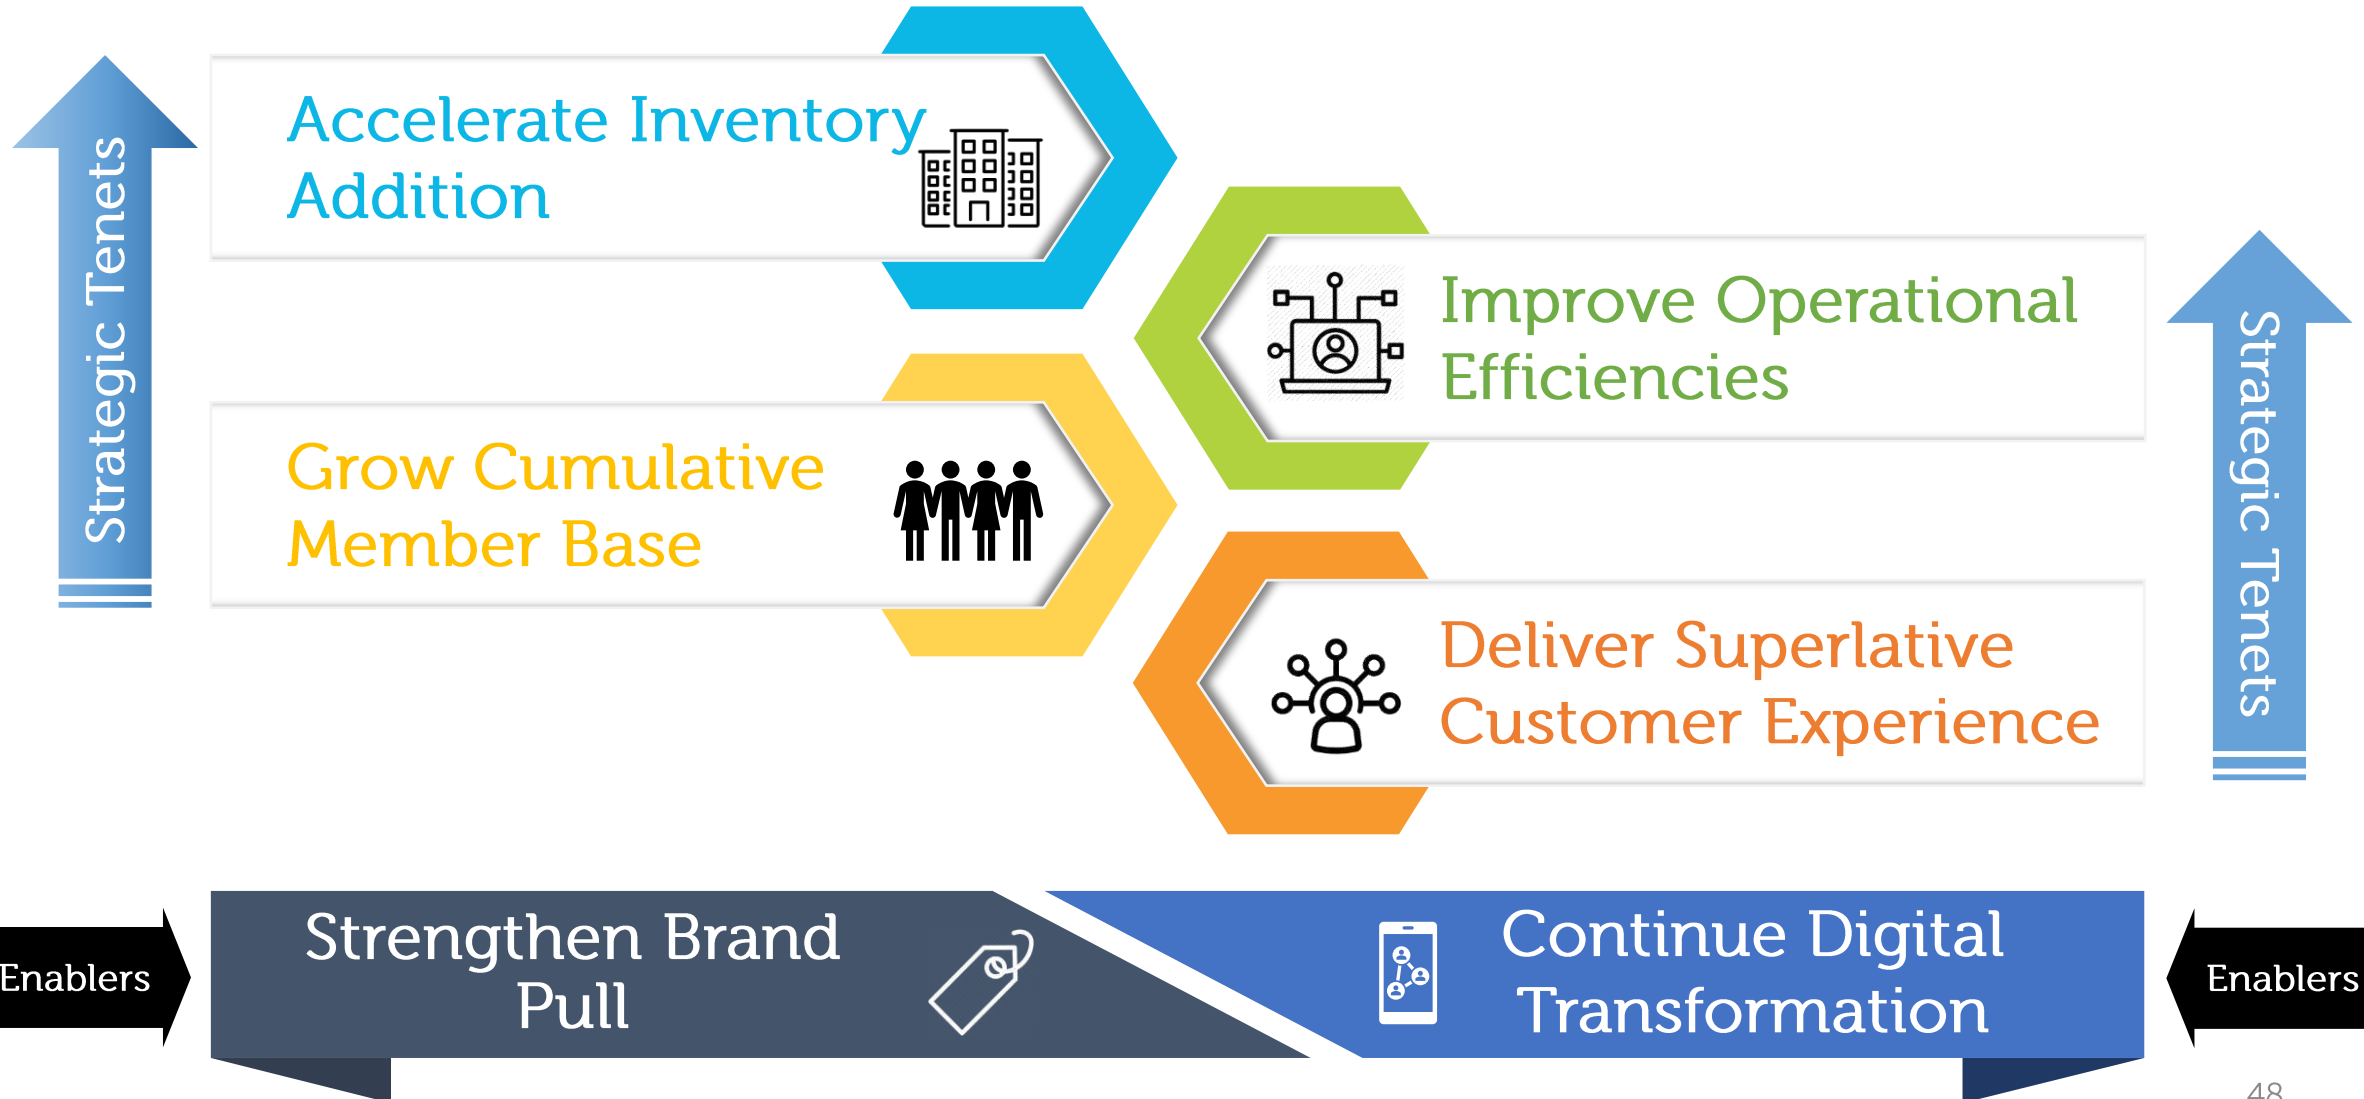 Strategic Tenets
Accelerate Inventory
Addition
Improve Operational
Efficiencies
Grow Cumulative
Member Base
Deliver Superlative
Customer Experience
Strategic Tenets
Enablers
Strengthen Brand
Pull
Continue Digital
Transformation
Enablers
48